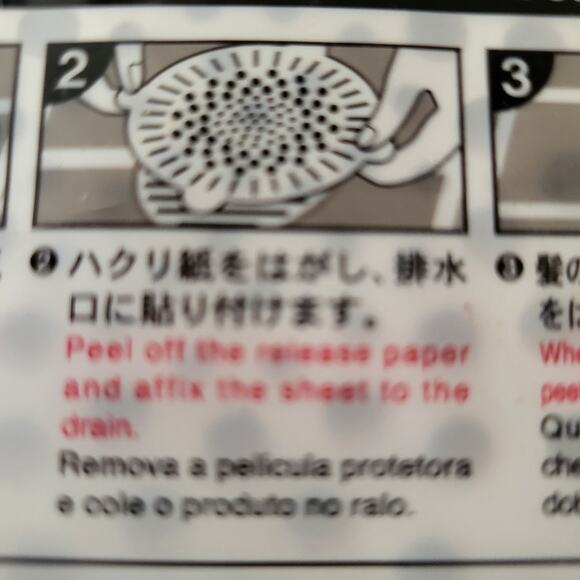 2
3
❷ ハクリ紙をはがし、排水
口に貼り付けます。
Peel off the release paper
and affix the sheet to the
drain.
Remova a película protetora
e cole o produto no ralo.
❸ 髪の
をは
Whe
pee
Qu
che
dob